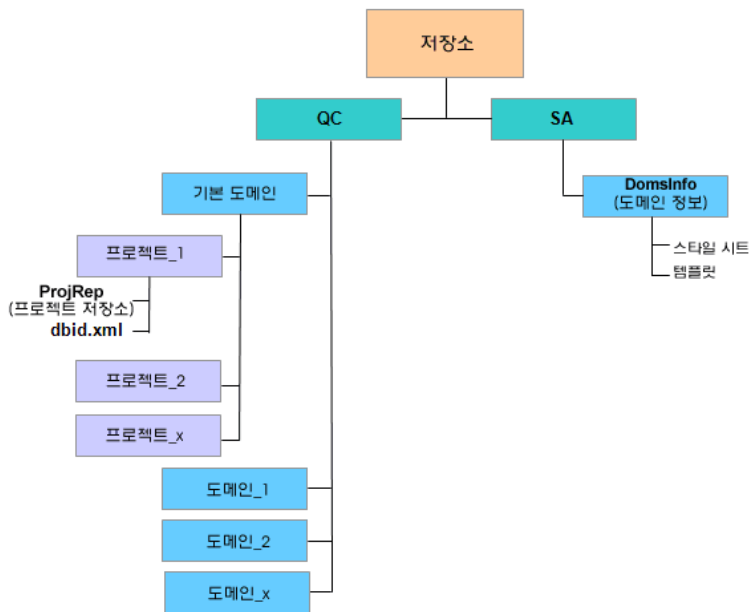 저장소
QC
SA
기본 도메인
DomsInfo
(도메인 정보)
프로젝트_1
스타일 시트
템플릿
ProjRep
(프로젝트 저장소)
dbid.xml
프로젝트_2
프로젝트_x
도메인_1
도메인_2
도메인_x